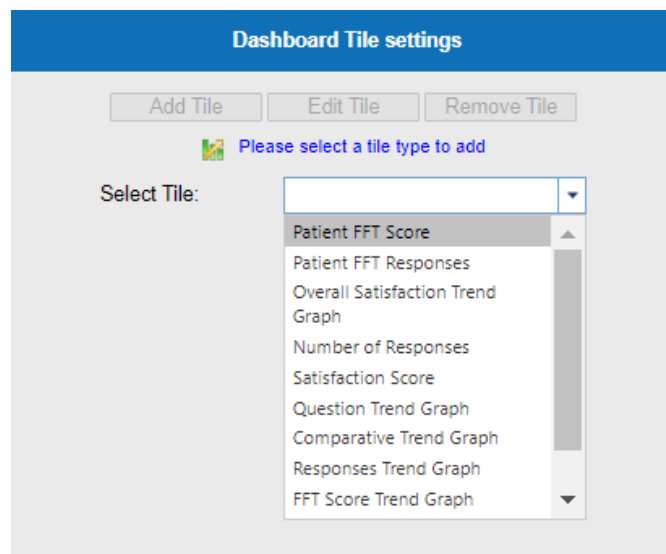 Dashboard Tile settings
Add Tile Edit Tile Remove Tile
Please select a tile type to add
Select Tile:
Patient FFT Score
Patient FFT Responses
Overall Satisfaction Trend
Graph
Number of Responses
Satisfaction Score
Question Trend Graph
Comparative Trend Graph
Responses Trend Graph
FFT Score Trend Graph